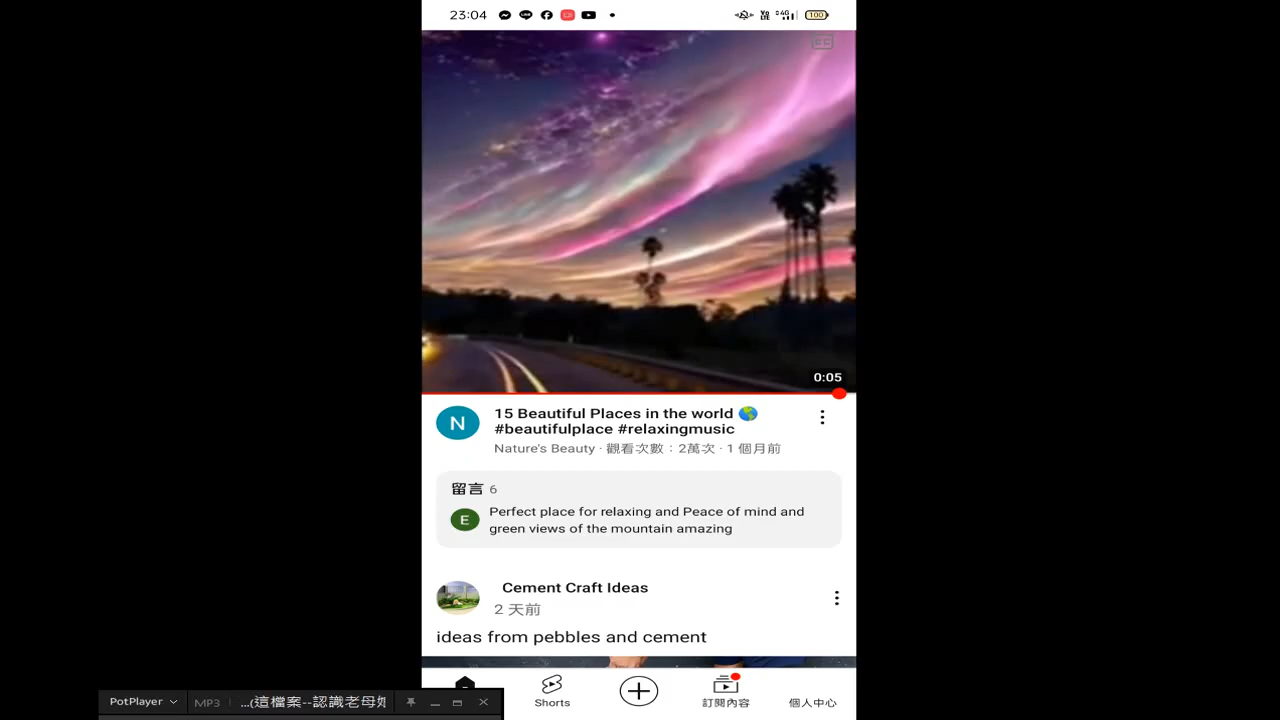 23:04
100
0:05
N
15 Beautiful Places in the world 🌎
#beautifulplace #relaxingmusic
Nature's Beauty · 觀看次數：2萬次 · 1 個月前
留言 6
E
Perfect place for relaxing and Peace of mind and
green views of the mountain amazing
Cement Craft Ideas
2 天前
ideas from pebbles and cement
Shorts
訂閱內容
個人中心
PotPlayer
MP3
...(這檔案--認識老母娘